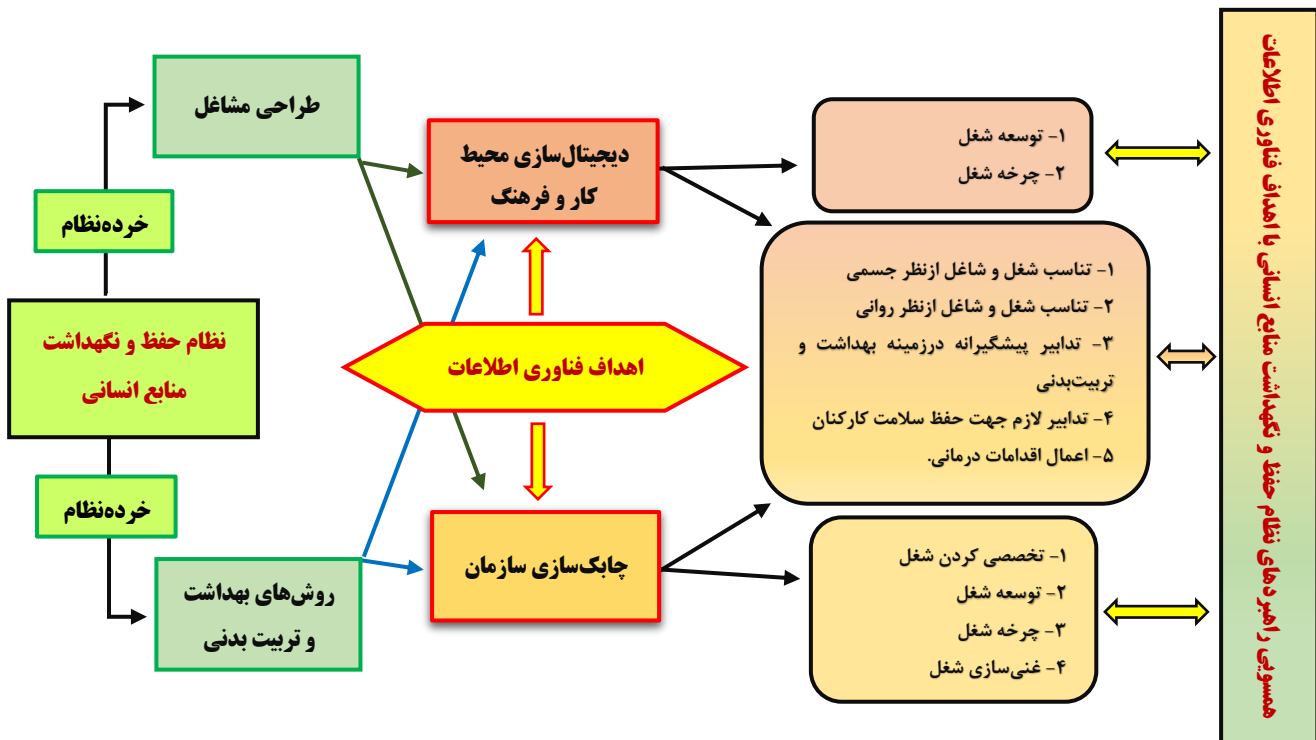 طراحی مشاغل
خرده‌نظام
نظام حفظ و نگهداشت
منابع انسانی
خرده‌نظام
روش‌های بهداشت
و تربیت بدنی
دیجیتال‌سازی محیط
کار و فرهنگ
اهداف فناوری اطلاعات
چابک‌سازی سازمان
۱- توسعه شغل
۲- چرخه شغل
۱- تناسب شغل و شاغل ازنظر جسمی
۲- تناسب شغل و شاغل ازنظر روانی
۳- تدابیر پیشگیرانه درزمینه بهداشت و
تربیت‌بدنی
۴- تدابیر لازم جهت حفظ سلامت کارکنان
۵- اعمال اقدامات درمانی.
۱- تخصصی کردن شغل
۲- توسعه شغل
۳- چرخه شغل
۴- غنی‌سازی شغل
همسویی راهبردهای نظام حفظ و نگهداشت منابع انسانی با اهداف فناوری اطلاعات